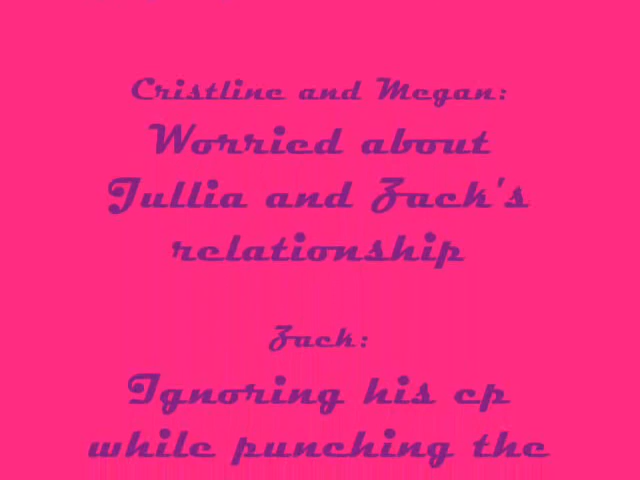 Cristline and Megan:
Worried about
Jullia and Zack's
relationship
Zack:
Ignoring his cp
while punching the